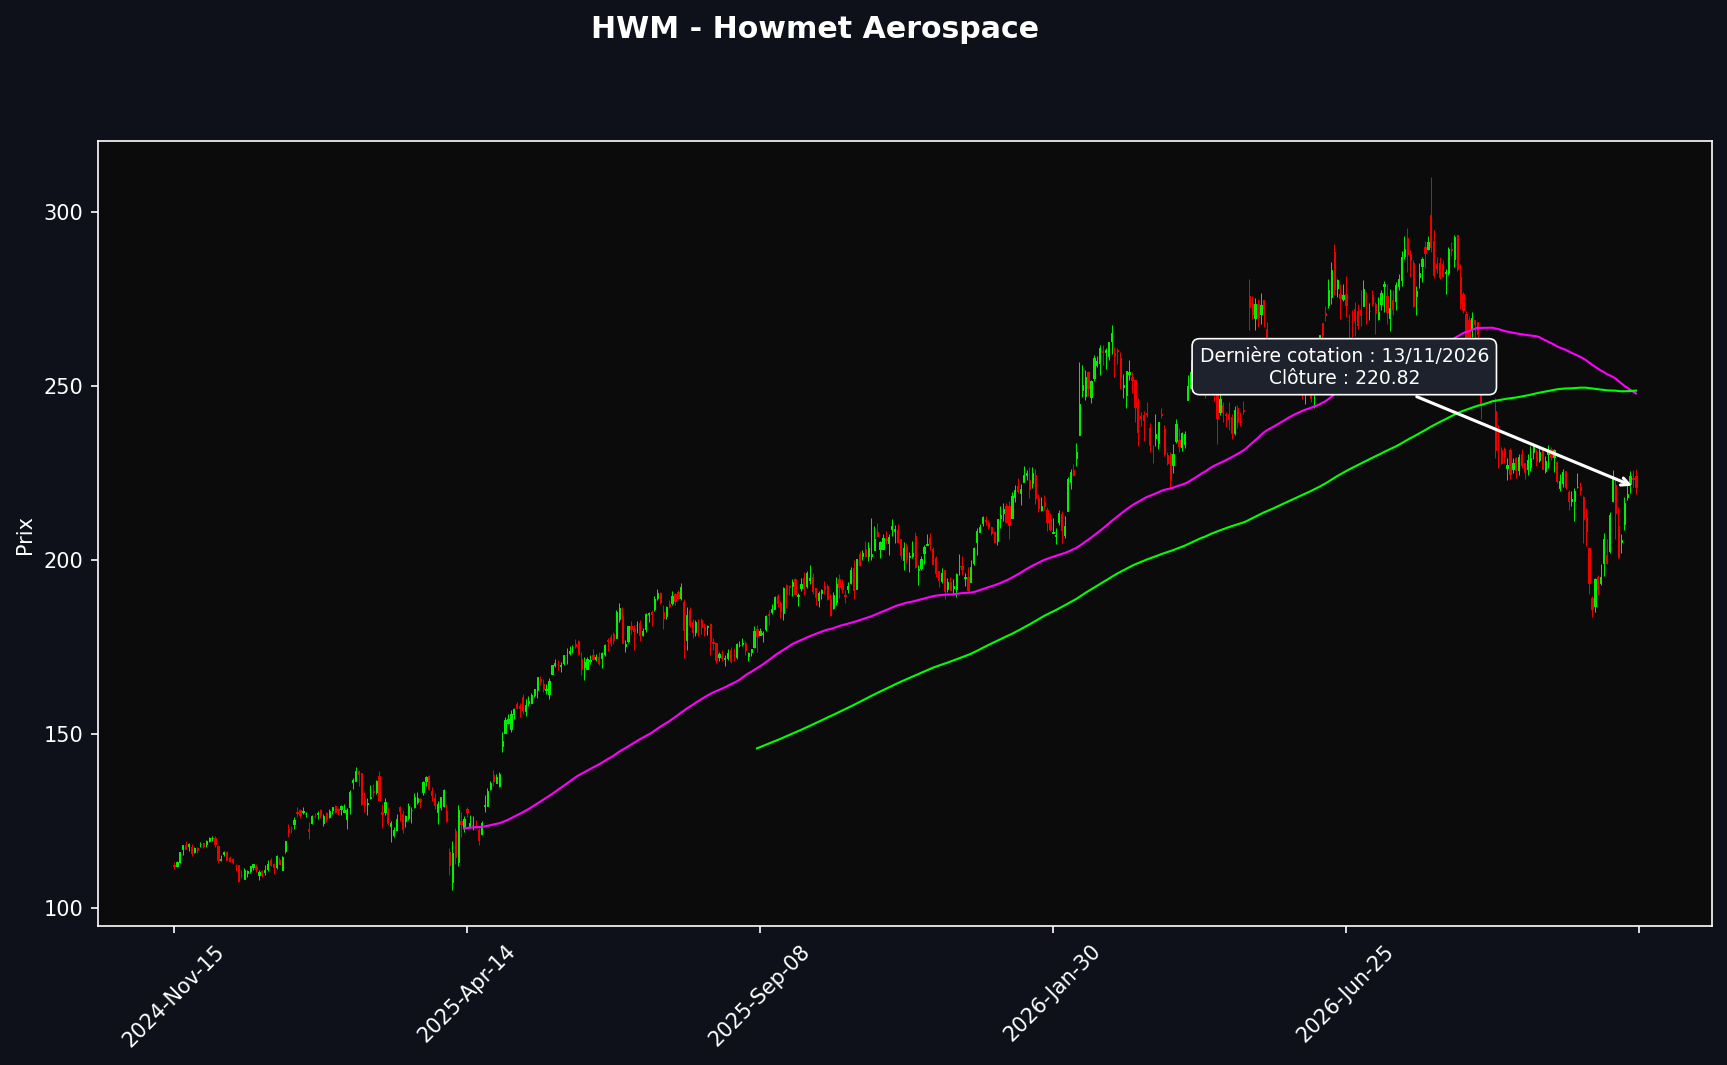 HWM - Howmet Aerospace
Prix
300
250
200
150
100
Dernière cotation : 13/11/2026
Clôture : 220.82
2024-Nov-15
2025-Apr-14
2025-Sep-08
2026-Jan-30
2026-Jun-25